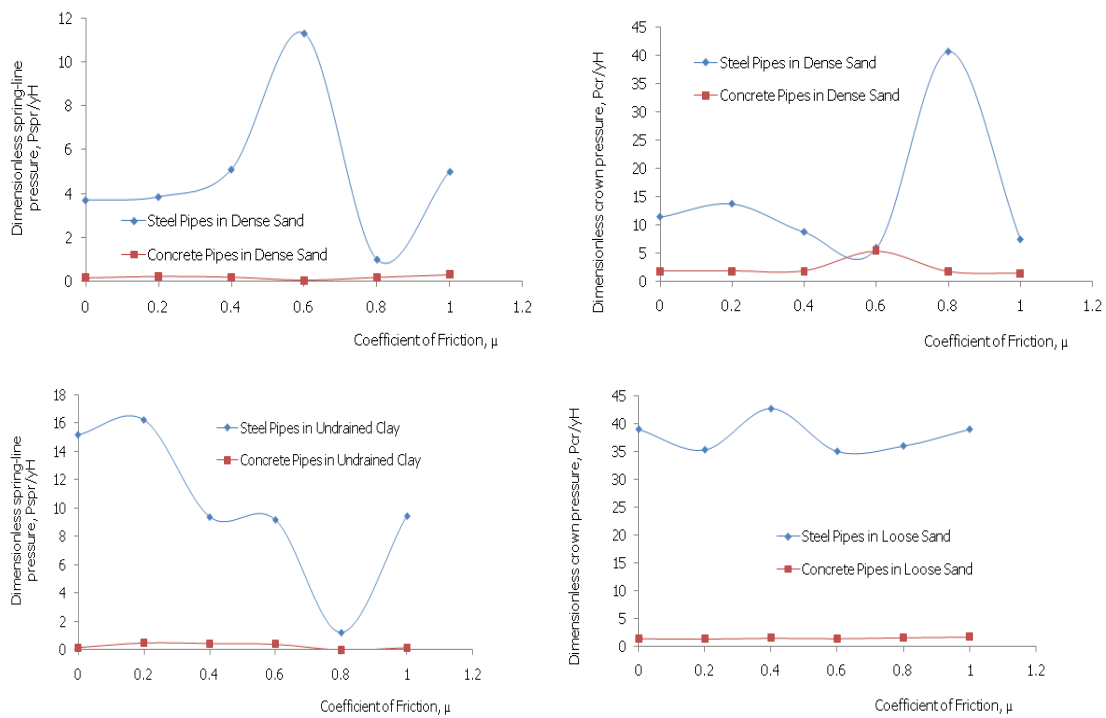 Dimensionless spring-line
pressure, Pspr/yH
12
10
8
6
4
2
0
Steel Pipes in Dense Sand
Concrete Pipes in Dense Sand
0 0.2 0.4 0.6 0.8 1 1.2
Coefficient of Friction, μ
Dimensionless crown pressure, Pcr/yH
45
40
35
30
25
20
15
10
5
0
Steel Pipes in Dense Sand
Concrete Pipes in Dense Sand
0 0.2 0.4 0.6 0.8 1 1.2
Coefficient of Friction, μ
Dimensionless spring-line
pressure, Pspr/yH
18
16
14
12
10
8
6
4
2
0
Steel Pipes in Undrained Clay
Concrete Pipes in Undrained Clay
0 0.2 0.4 0.6 0.8 1 1.2
Coefficient of Friction, μ
Dimensionless crown pressure, Pcr/yH
45
40
35
30
25
20
15
10
5
0
Steel Pipes in Loose Sand
Concrete Pipes in Loose Sand
0 0.2 0.4 0.6 0.8 1 1.2
Coefficient of Friction, μ